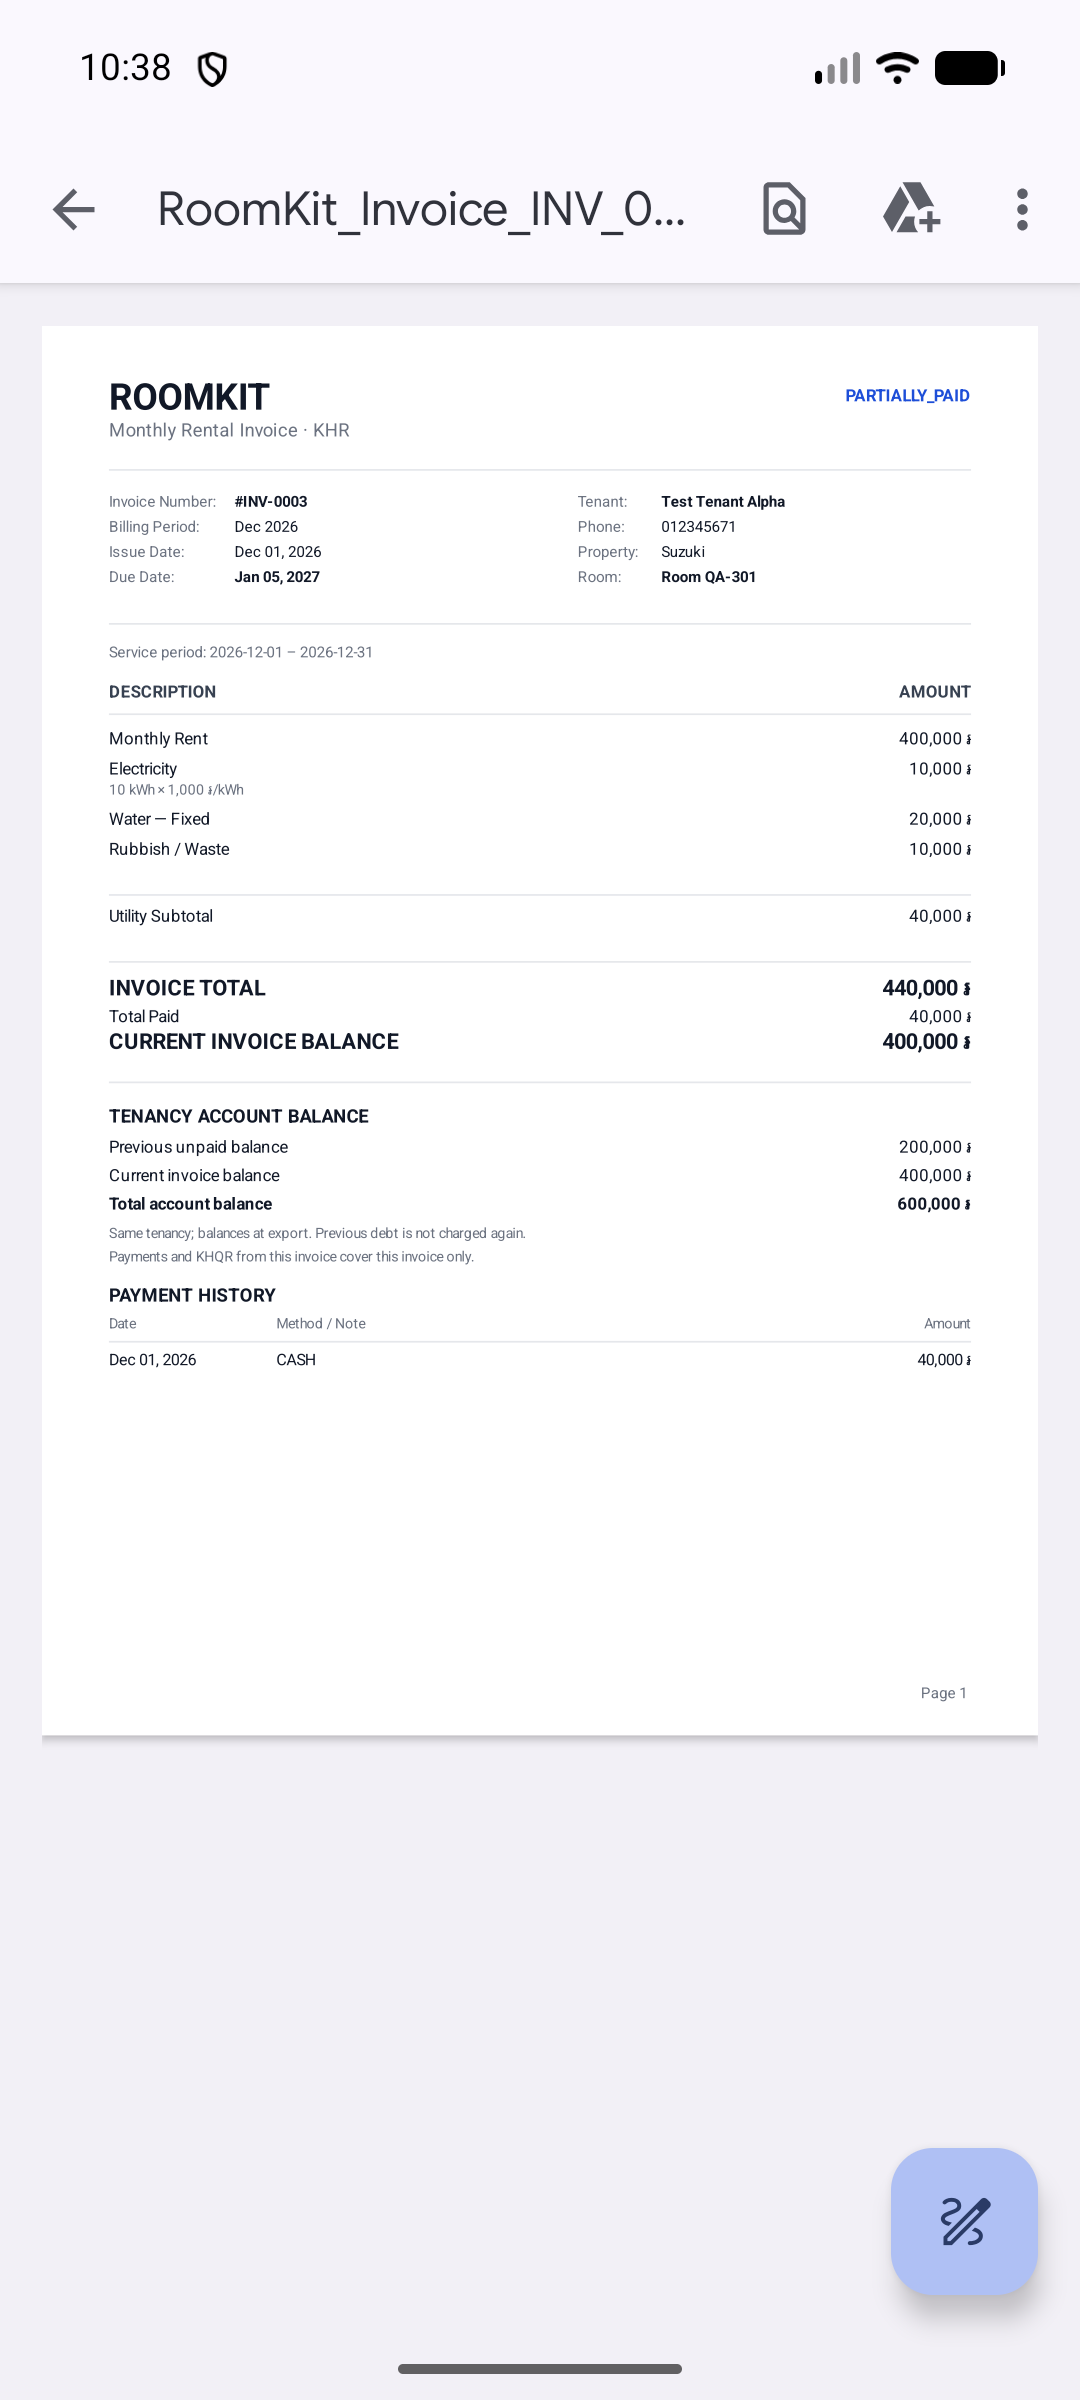 10:38
RoomKit_Invoice_INV_0...
ROOMKIT
PARTIALLY_PAID
Monthly Rental Invoice · KHR
Invoice Number: #INV-0003
Billing Period: Dec 2026
Issue Date: Dec 01, 2026
Due Date: Jan 05, 2027
Tenant: Test Tenant Alpha
Phone: 012345671
Property: Suzuki
Room: Room QA-301
Service period: 2026-12-01 – 2026-12-31
DESCRIPTION AMOUNT
Monthly Rent 400,000 ៛
Electricity 10,000 ៛
10 kWh × 1,000 ៛/kWh
Water — Fixed 20,000 ៛
Rubbish / Waste 10,000 ៛
Utility Subtotal 40,000 ៛
INVOICE TOTAL 440,000 ៛
Total Paid 40,000 ៛
CURRENT INVOICE BALANCE 400,000 ៛
TENANCY ACCOUNT BALANCE
Previous unpaid balance 200,000 ៛
Current invoice balance 400,000 ៛
Total account balance 600,000 ៛
Same tenancy; balances at export. Previous debt is not charged again.
Payments and KHQR from this invoice cover this invoice only.
PAYMENT HISTORY
Date Method / Note Amount
Dec 01, 2026 CASH 40,000 ៛
Page 1